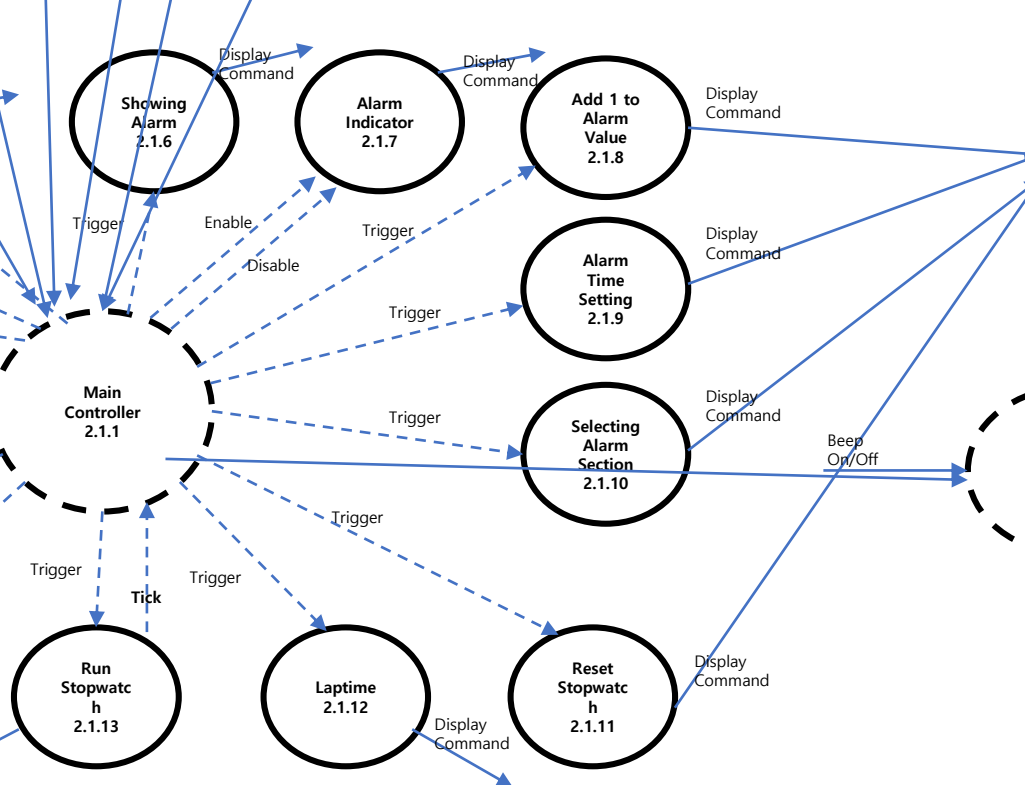 Display
Command
Display
Command
Showing
Alarm
2.1.6
Alarm
Indicator
2.1.7
Add 1 to
Alarm
Value
2.1.8
Display
Command
Trigger
Enable
Disable
Trigger
Alarm
Time
Setting
2.1.9
Display
Command
Trigger
Main
Controller
2.1.1
Trigger
Selecting
Alarm
Section
2.1.10
Display
Command
Beep
On/Off
Trigger
Trigger
Tick
Trigger
Run
Stopwatc
h
2.1.13
Laptime
2.1.12
Reset
Stopwatc
h
2.1.11
Display
Command
Display
Command